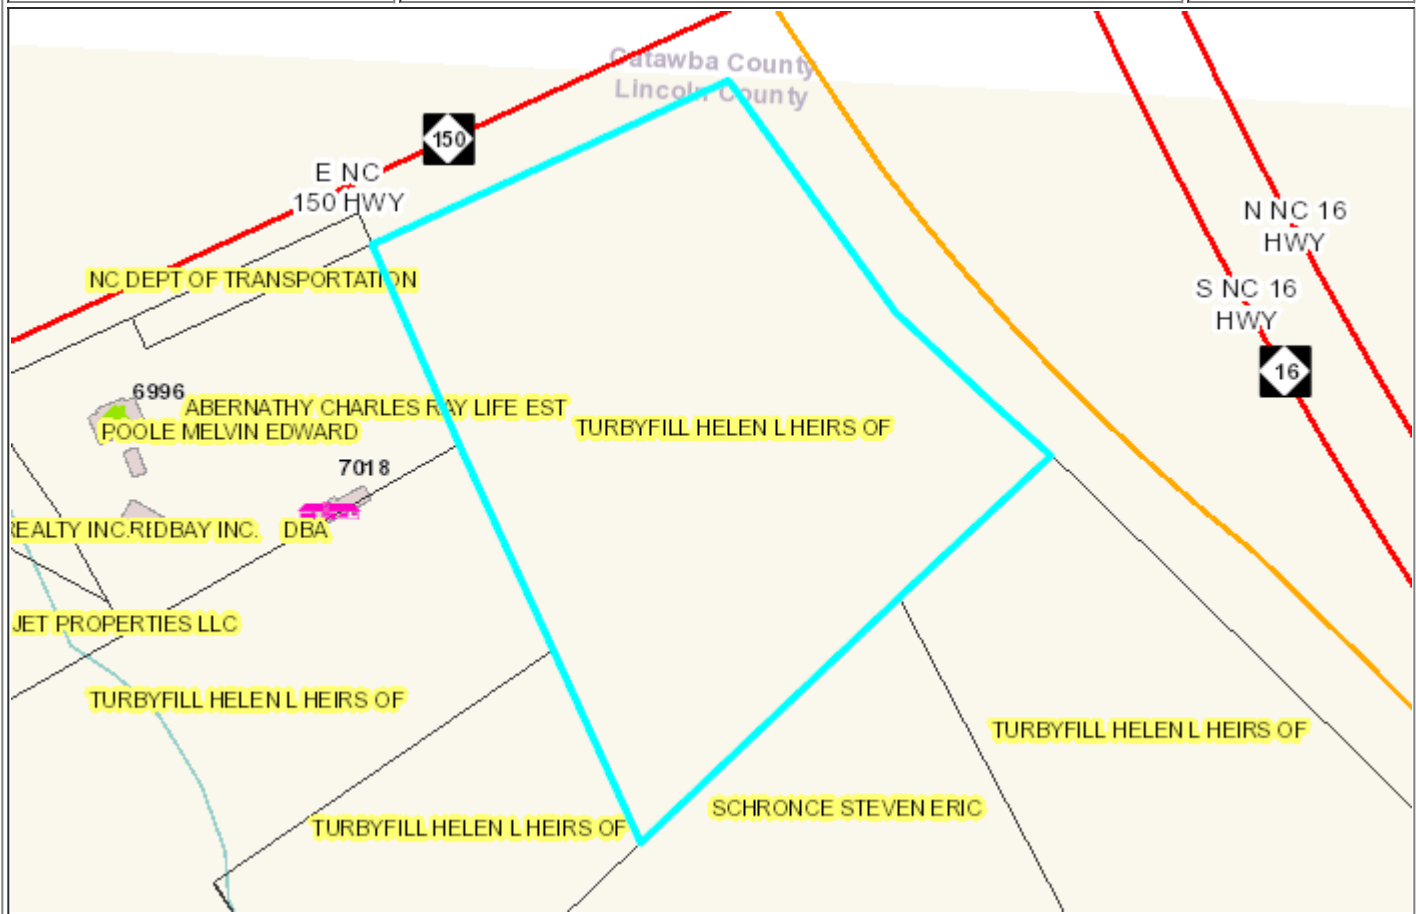 Catawba County
Lincoln County
150
E NC
150 HWY
N NC 16
HWY
NC DEPT OF TRANSPORTATION
S NC 16
HWY
16
6996
ABERNATHY CHARLES RAY LIFE EST
POOLE MELVIN EDWARD
TURBYFILL HELEN L HEIRS OF
7018
REALTY INC.
REDBAY INC.
DBA
JET PROPERTIES LLC
TURBYFILL HELEN L HEIRS OF
TURBYFILL HELEN L HEIRS OF
SCHRONCE STEVEN ERIC
TURBYFILL HELEN L HEIRS OF